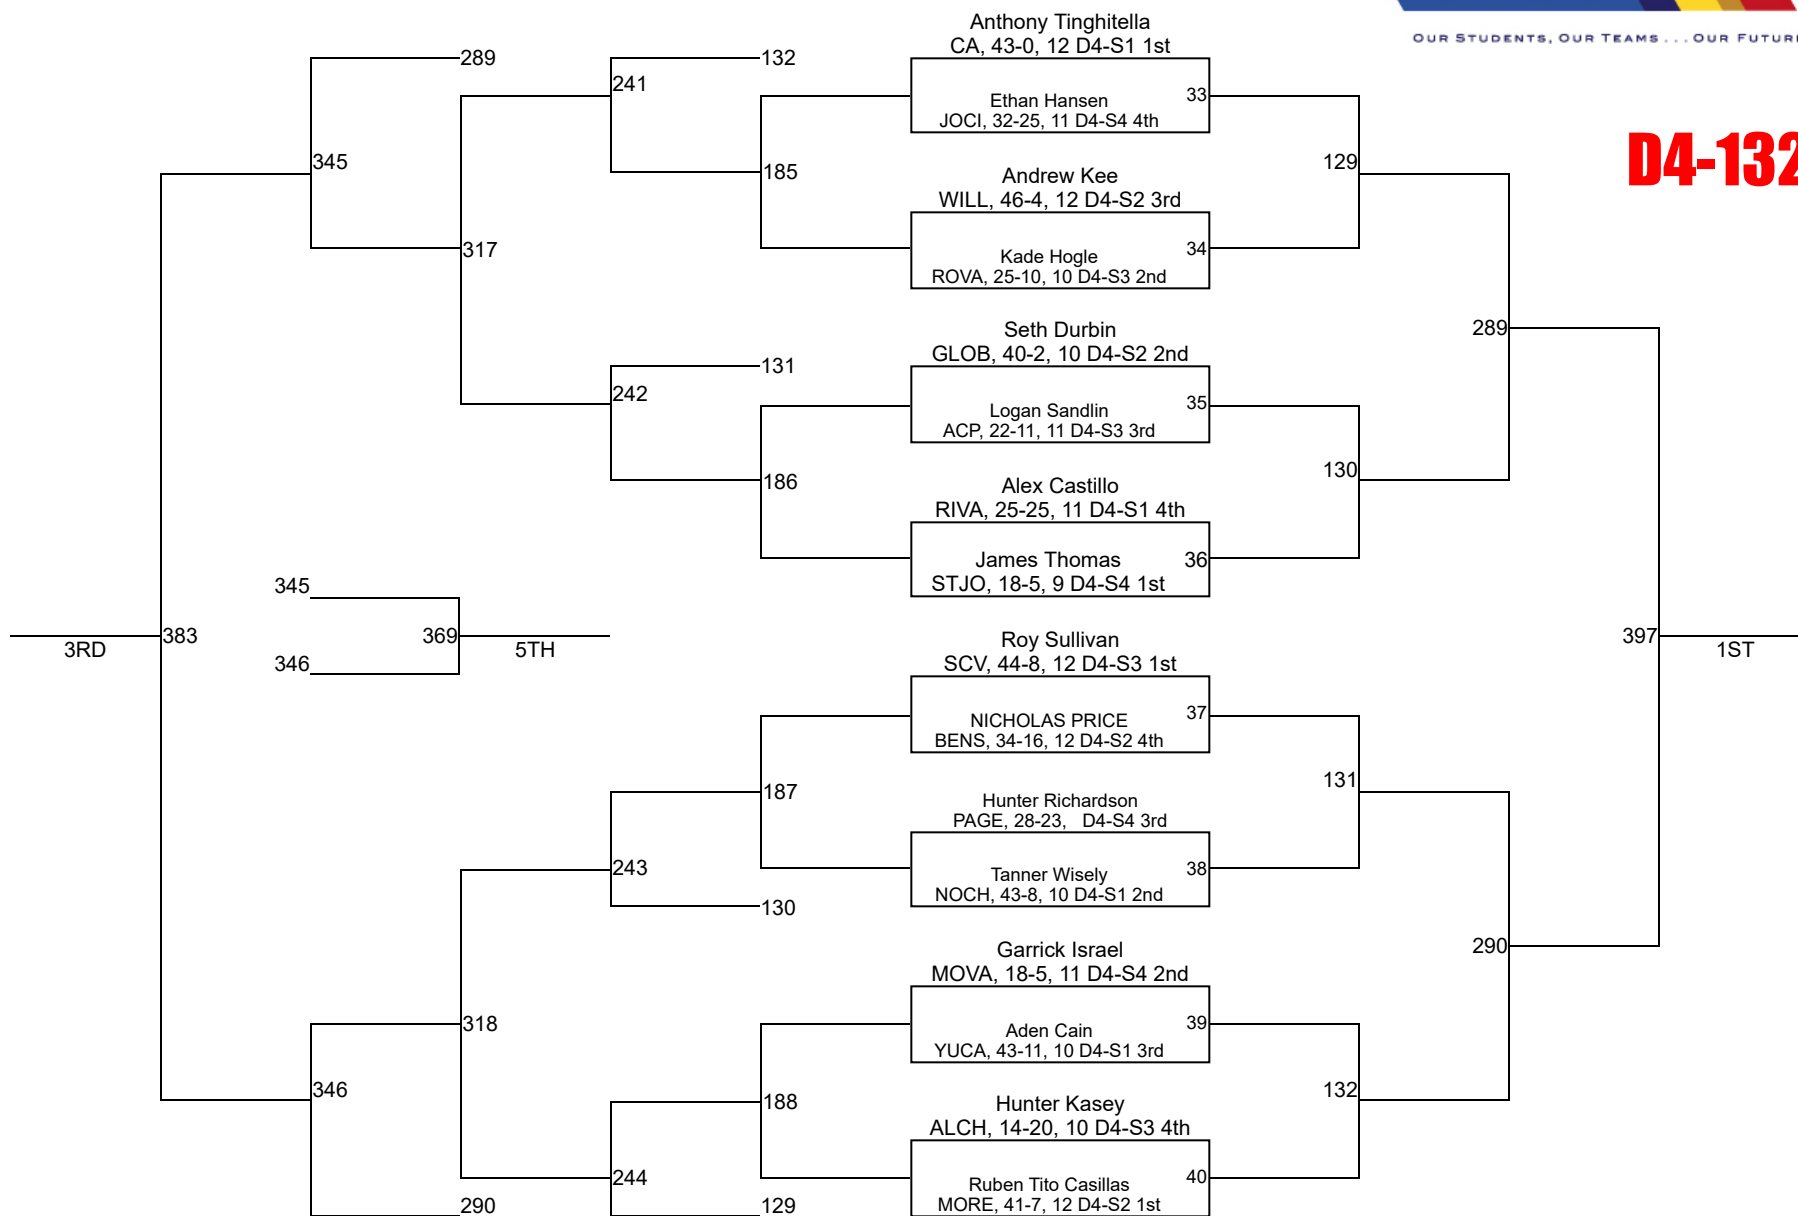 OUR STUDENTS, OUR TEAMS...OUR FUTUR
D4-132
Anthony Tinghitella
CA, 43-0, 12 D4-S1 1st
Ethan Hansen
JOCI, 32-25, 11 D4-S4 4th
33
Andrew Kee
WILL, 46-4, 12 D4-S2 3rd
Kade Hogle
ROVA, 25-10, 10 D4-S3 2nd
34
Seth Durbin
GLOB, 40-2, 10 D4-S2 2nd
Logan Sandlin
ACP, 22-11, 11 D4-S3 3rd
35
Alex Castillo
RIVA, 25-25, 11 D4-S1 4th
James Thomas
STJO, 18-5, 9 D4-S4 1st
36
Roy Sullivan
SCV, 44-8, 12 D4-S3 1st
NICHOLAS PRICE
BENS, 34-16, 12 D4-S2 4th
37
Hunter Richardson
PAGE, 28-23, D4-S4 3rd
Tanner Wisely
NOCH, 43-8, 10 D4-S1 2nd
38
Garrick Israel
MOVA, 18-5, 11 D4-S4 2nd
Aden Cain
YUCA, 43-11, 10 D4-S1 3rd
39
Hunter Kasey
ALCH, 14-20, 10 D4-S3 4th
Ruben Tito Casillas
MORE, 41-7, 12 D4-S2 1st
40
129
130
131
132
289
290
397
1ST
132
185
131
186
187
130
188
129
241
242
243
244
289
317
318
290
345
346
345
346
369
5TH
383
3RD